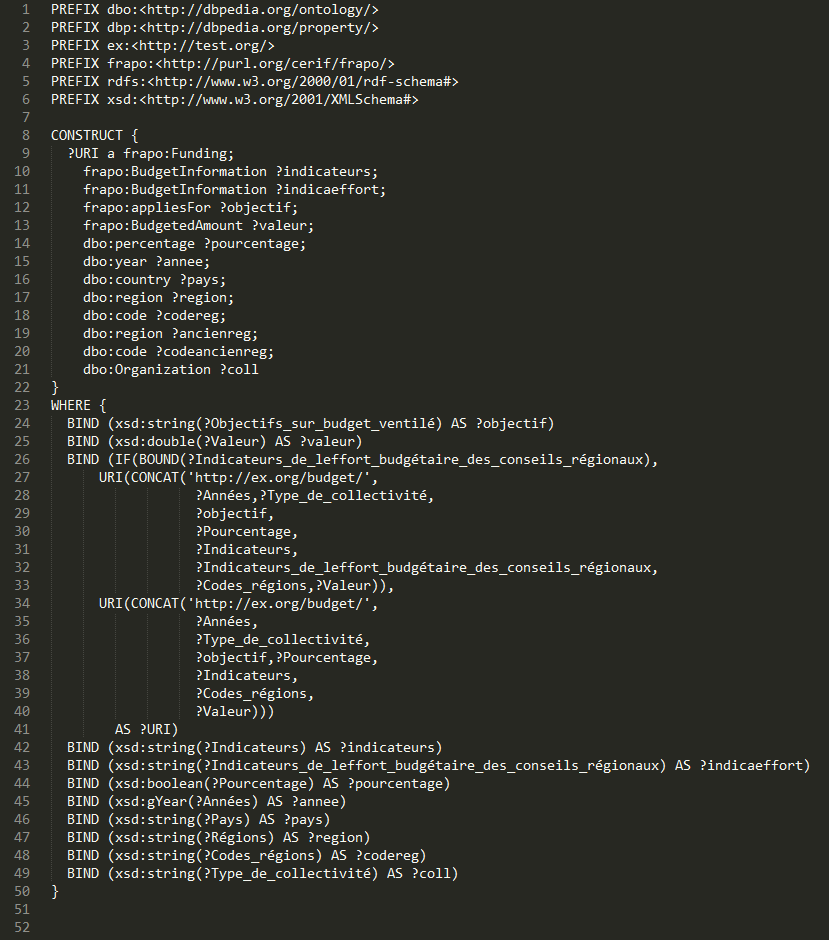 1 PREFIX dbo:<http://dbpedia.org/ontology/>
2 PREFIX dbp:<http://dbpedia.org/property/>
3 PREFIX ex:<http://test.org/>
4 PREFIX frapo:<http://purl.org/cerif/frapo/>
5 PREFIX rdfs:<http://www.w3.org/2000/01/rdf-schema#>
6 PREFIX xsd:<http://www.w3.org/2001/XMLSchema#>
7
8 CONSTRUCT {
9 ?URI a frapo:Funding;
10 frapo:BudgetInformation ?indicateurs;
11 frapo:BudgetInformation ?indicaeffort;
12 frapo:appliesFor ?objectif;
13 frapo:BudgetedAmount ?valeur;
14 dbo:percentage ?pourcentage;
15 dbo:year ?annee;
16 dbo:country ?pays;
17 dbo:region ?region;
18 dbo:code ?codereg;
19 dbo:region ?ancienreg;
20 dbo:code ?codeancienreg;
21 dbo:Organization ?coll
22 }
23 WHERE {
24 BIND (xsd:string(?Objectifs_sur_budget_ventilé) AS ?objectif)
25 BIND (xsd:double(?Valeur) AS ?valeur)
26 BIND (IF(BOUND(?Indicateurs_de_leffort_budgétaire_des_conseils_régionaux),
27 URI(CONCAT('http://ex.org/budget/',
28 ?Années,?Type_de_collectivité,
29 ?objectif,
30 ?Pourcentage,
31 ?Indicateurs,
32 ?Indicateurs_de_leffort_budgétaire_des_conseils_régionaux,
33 ?Codes_régions,?Valeur)),
34 URI(CONCAT('http://ex.org/budget/',
35 ?Années,
36 ?Type_de_collectivité,
37 ?objectif,?Pourcentage,
38 ?Indicateurs,
39 ?Codes_régions,
40 ?Valeur)))
41 AS ?URI)
42 BIND (xsd:string(?Indicateurs) AS ?indicateurs)
43 BIND (xsd:string(?Indicateurs_de_leffort_budgétaire_des_conseils_régionaux) AS ?indicaeffort)
44 BIND (xsd:boolean(?Pourcentage) AS ?pourcentage)
45 BIND (xsd:gYear(?Années) AS ?annee)
46 BIND (xsd:string(?Pays) AS ?pays)
47 BIND (xsd:string(?Régions) AS ?region)
48 BIND (xsd:string(?Codes_régions) AS ?codereg)
49 BIND (xsd:string(?Type_de_collectivité) AS ?coll)
50 }
51
52